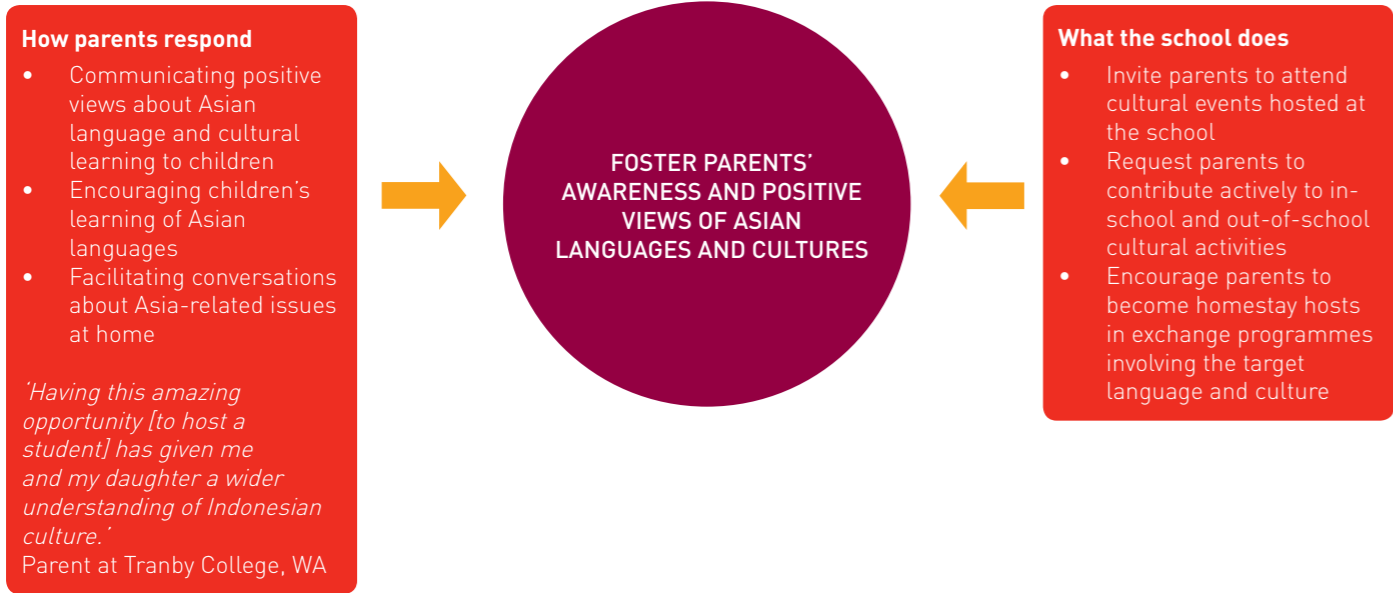 How parents respond
• Communicating positive
views about Asian
language and cultural
learning to children
• Encouraging children’s
learning of Asian
languages
• Facilitating conversations
about Asia-related issues
at home
‘Having this amazing
opportunity [to host a
student] has given me
and my daughter a wider
understanding of Indonesian
culture.’
Parent at Tranby College, WA
FOSTER PARENTS’
AWARENESS AND POSITIVE
VIEWS OF ASIAN
LANGUAGES AND CULTURES
What the school does
• Invite parents to attend
cultural events hosted at
the school
• Request parents to
contribute actively to in-
school and out-of-school
cultural activities
• Encourage parents to
become homestay hosts
in exchange programmes
involving the target
language and culture